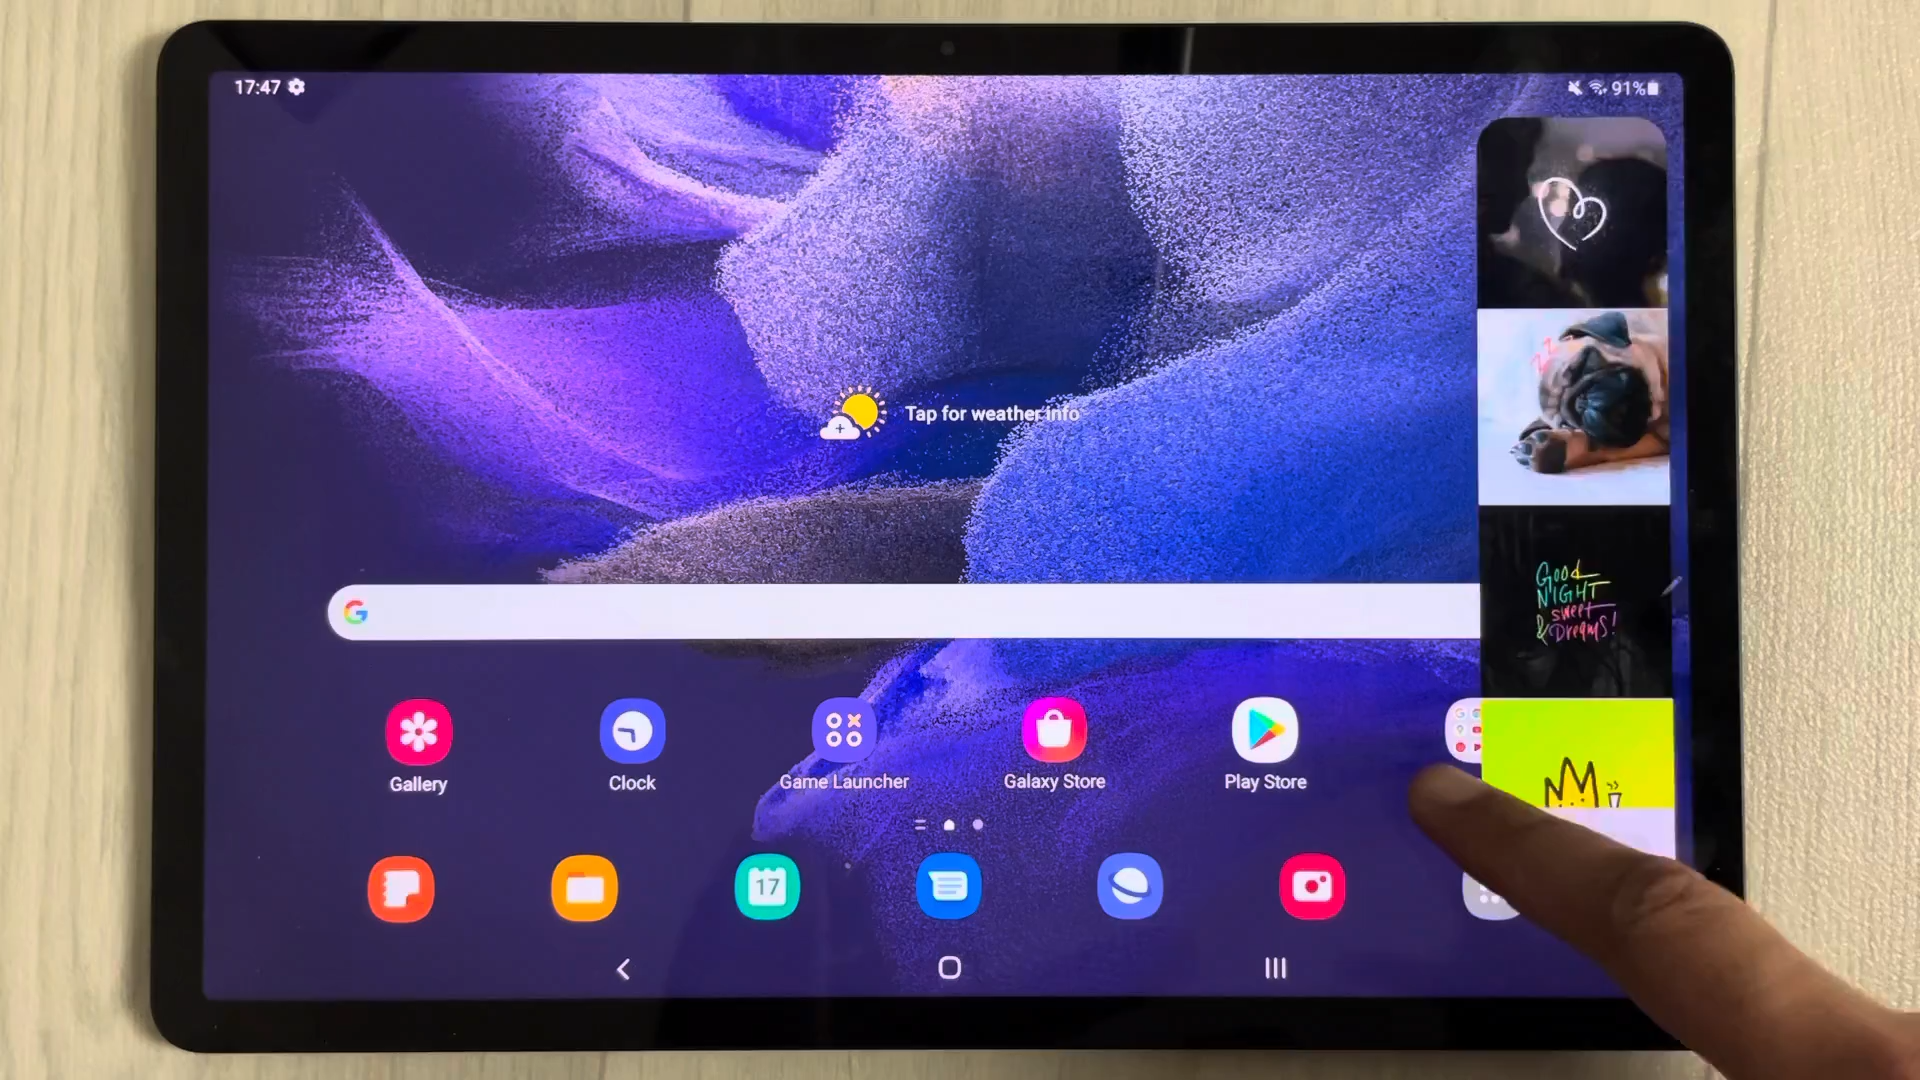 17:47
91%
Tap for weather info
GOOD
NIGHT
sweet
& Dreams!
Gallery
Clock
Game Launcher
Galaxy Store
Play Store
17